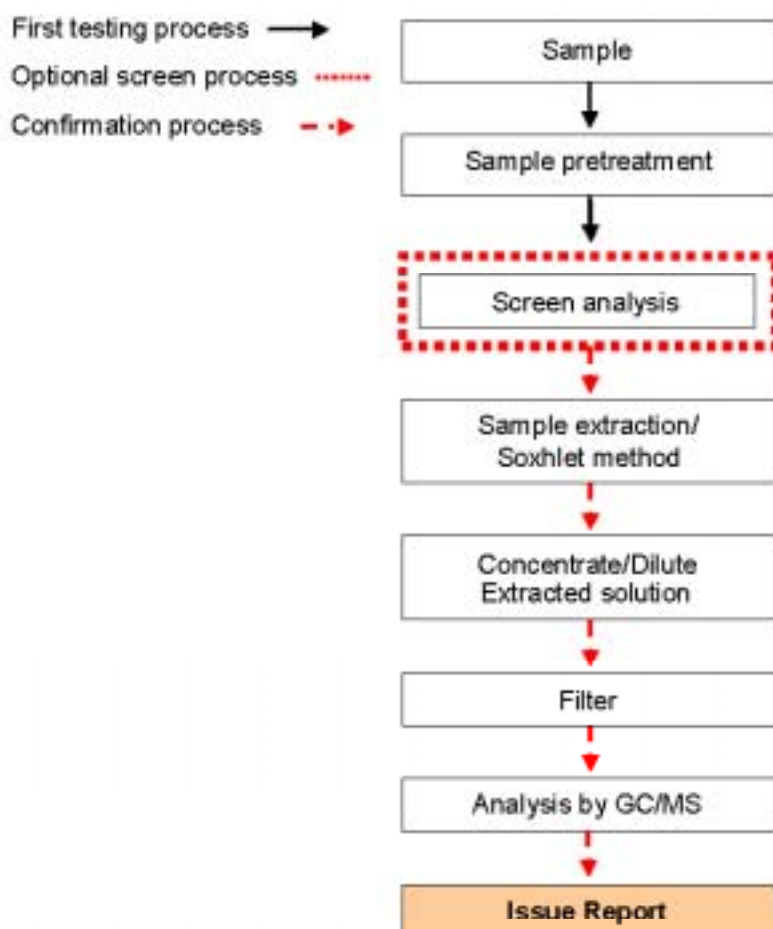 First testing process
Optional screen process
Confirmation process
Sample
Sample pretreatment
Screen analysis
Sample extraction/
Soxhlet method
Concentrate/Dilute
Extracted solution
Filter
Analysis by GC/MS
Issue Report